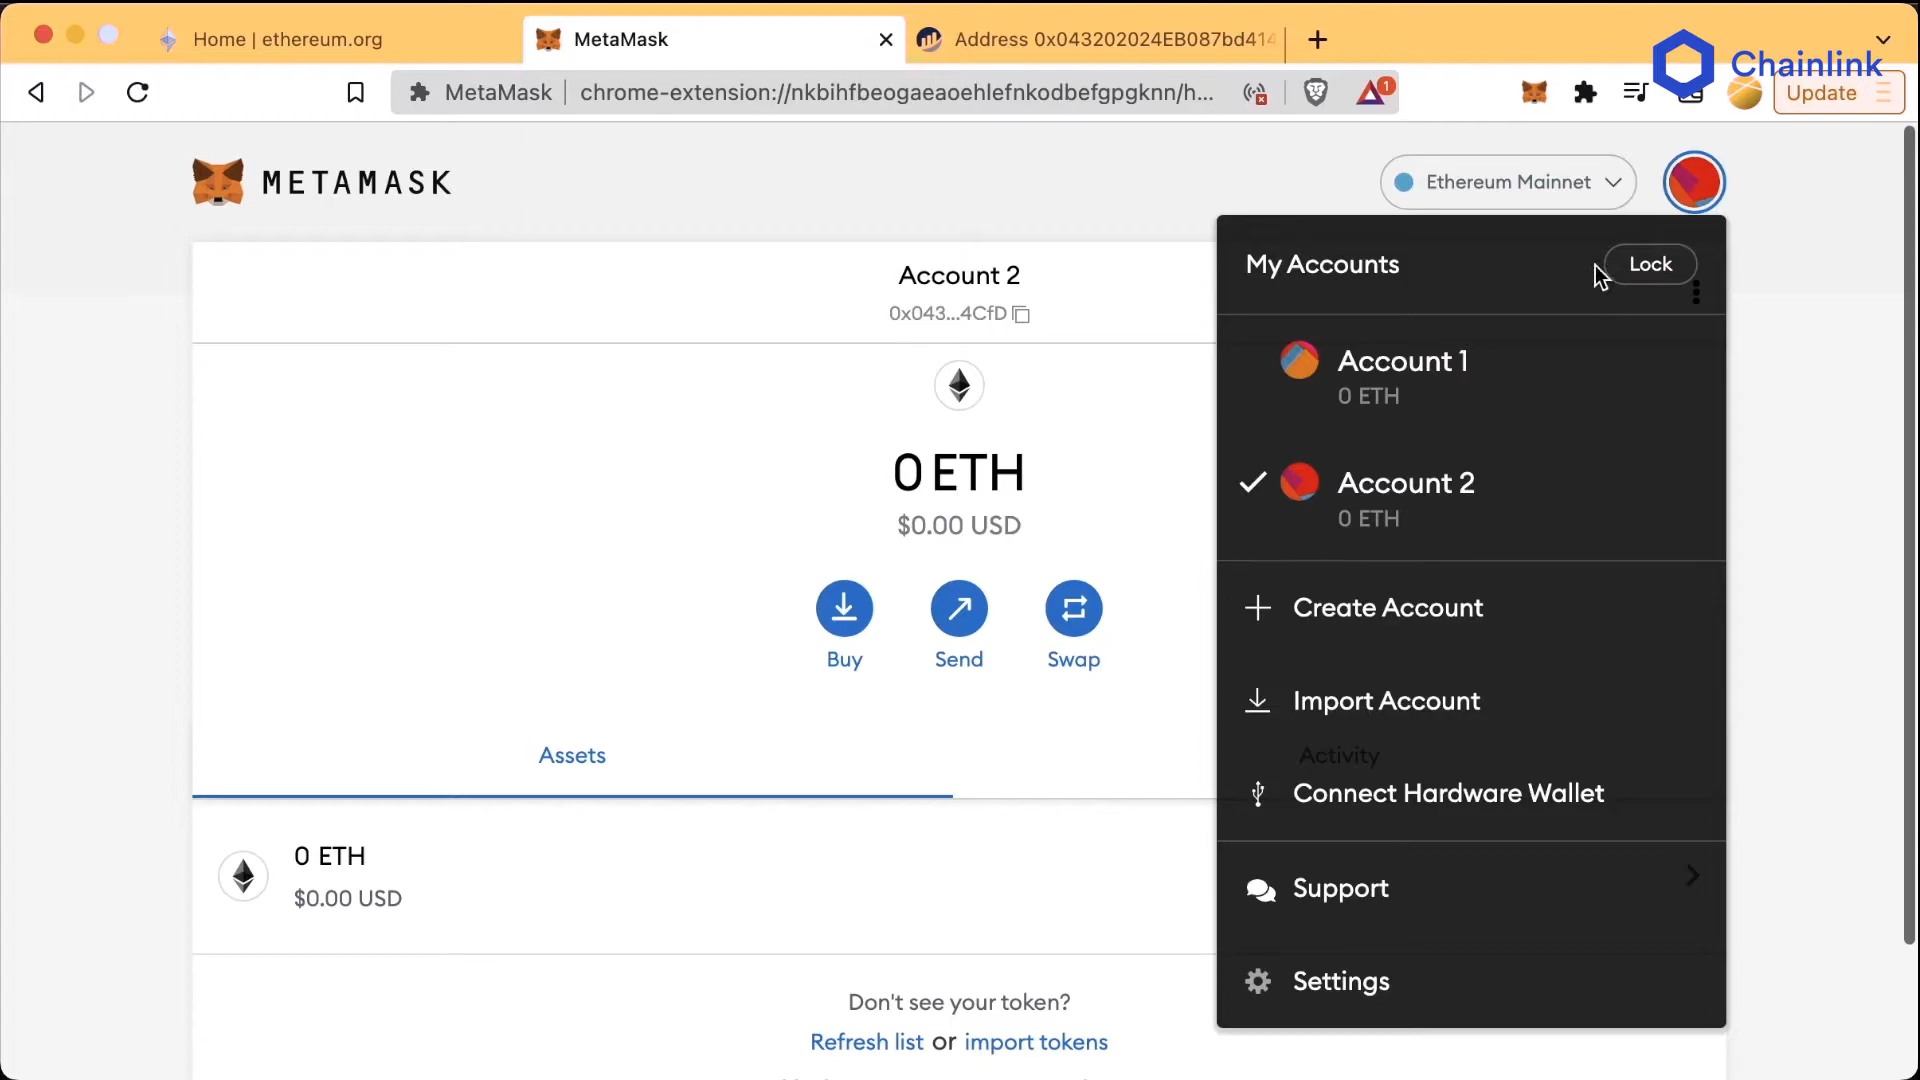 Home | ethereum.org
MetaMask
Address 0x043202024EB087bd414
Chainlink
MetaMask
chrome-extension://nkbihfbeogaeaoehlefnkodbefgpgknn/h...
1
Update
METAMASK
Ethereum Mainnet
Account 2
0x043...4CfD
My Accounts
Lock
Account 1
0 ETH
Account 2
0 ETH
0 ETH
$0.00 USD
Buy
Send
Swap
Create Account
Import Account
Assets
Activity
Connect Hardware Wallet
0 ETH
$0.00 USD
Support
Settings
Don't see your token?
Refresh list or import tokens